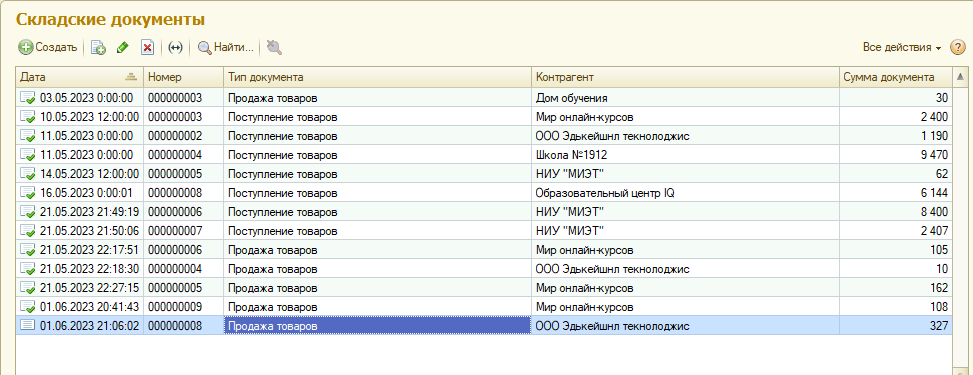 Складские документы
Создать Найти... Все действия ?
Дата Номер Тип документа Контрагент Сумма документа
03.05.2023 0:00:00 000000003 Продажа товаров Дом обучения 30
10.05.2023 12:00:00 000000003 Поступление товаров Мир онлайн-курсов 2 400
11.05.2023 0:00:00 000000002 Поступление товаров ООО Эдькейшнл текнолоджис 1 190
11.05.2023 0:00:00 000000004 Поступление товаров Школа №1912 9 470
14.05.2023 12:00:00 000000005 Поступление товаров НИУ "МИЭТ" 62
16.05.2023 0:00:01 000000008 Поступление товаров Образовательный центр IQ 6 144
21.05.2023 21:49:19 000000006 Поступление товаров НИУ "МИЭТ" 8 400
21.05.2023 21:50:06 000000007 Поступление товаров НИУ "МИЭТ" 2 407
21.05.2023 22:17:51 000000006 Продажа товаров Мир онлайн-курсов 105
21.05.2023 22:18:30 000000004 Продажа товаров ООО Эдькейшнл текнолоджис 10
21.05.2023 22:27:15 000000005 Продажа товаров Мир онлайн-курсов 162
01.06.2023 20:41:43 000000009 Продажа товаров Мир онлайн-курсов 108
01.06.2023 21:06:02 000000008 Продажа товаров ООО Эдькейшнл текнолоджис 327